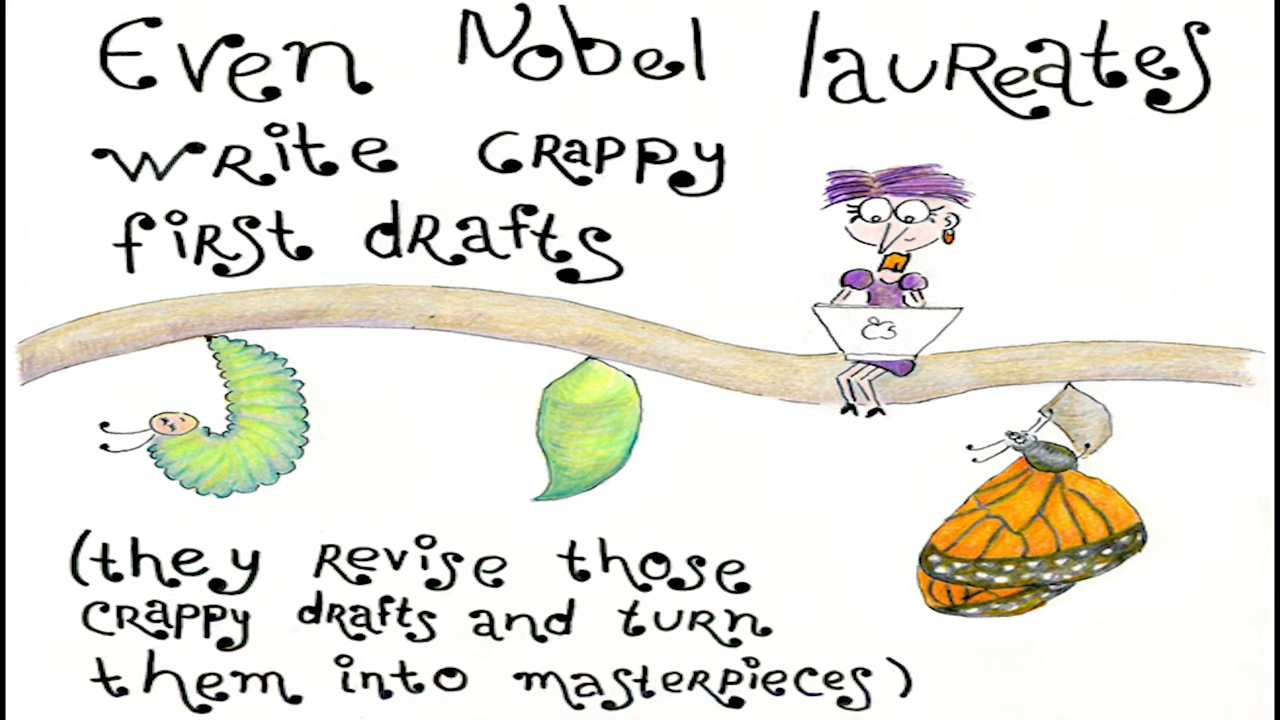 Even Nobel laureates
write crappy
first drafts
(they revise those
crappy drafts and turn
them into masterpieces)